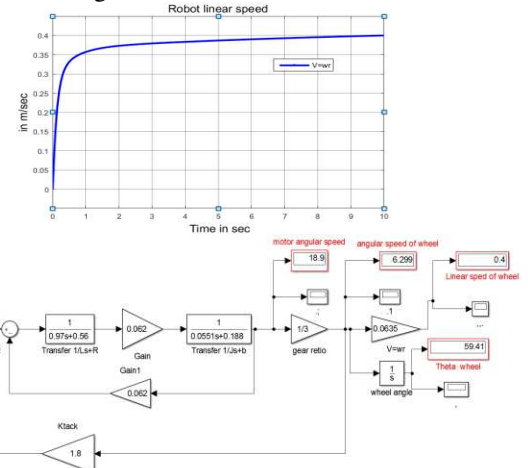 Robot linear speed
0.4
0.35
0.3
0.25
0.2
0.15
0.1
0.05
0
-0.05
in m/sec
V=wr
0 1 2 3 4 5 6 7 8 9 10
Time in sec
motor angular speed
angular speed of wheel
18.9
6.299
0.4
Linear sped of wheel
1
0.97s+0.56
Transfer 1/Ls+R
0.062
Gain
1
0.0551s+0.188
Transfer 1/Js+b
1/3
gear retio
.;
.1
0.0635
V=wr
...
59.41
Theta wheel
1
s
wheel angle
.
Gain1
0.062
Ktack
1.8